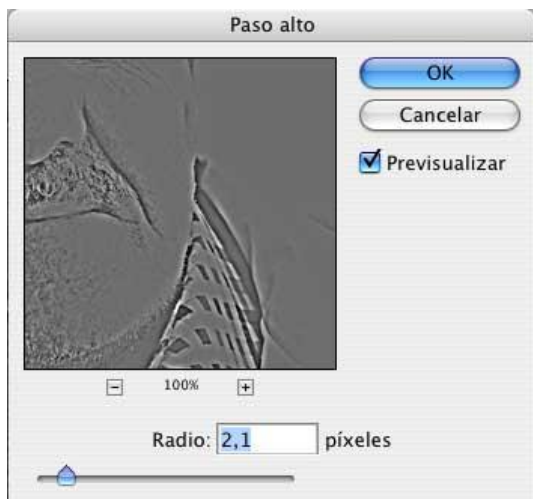 Paso alto
OK
Cancelar
Previsualizar
100%
Radio: 2,1 píxeles